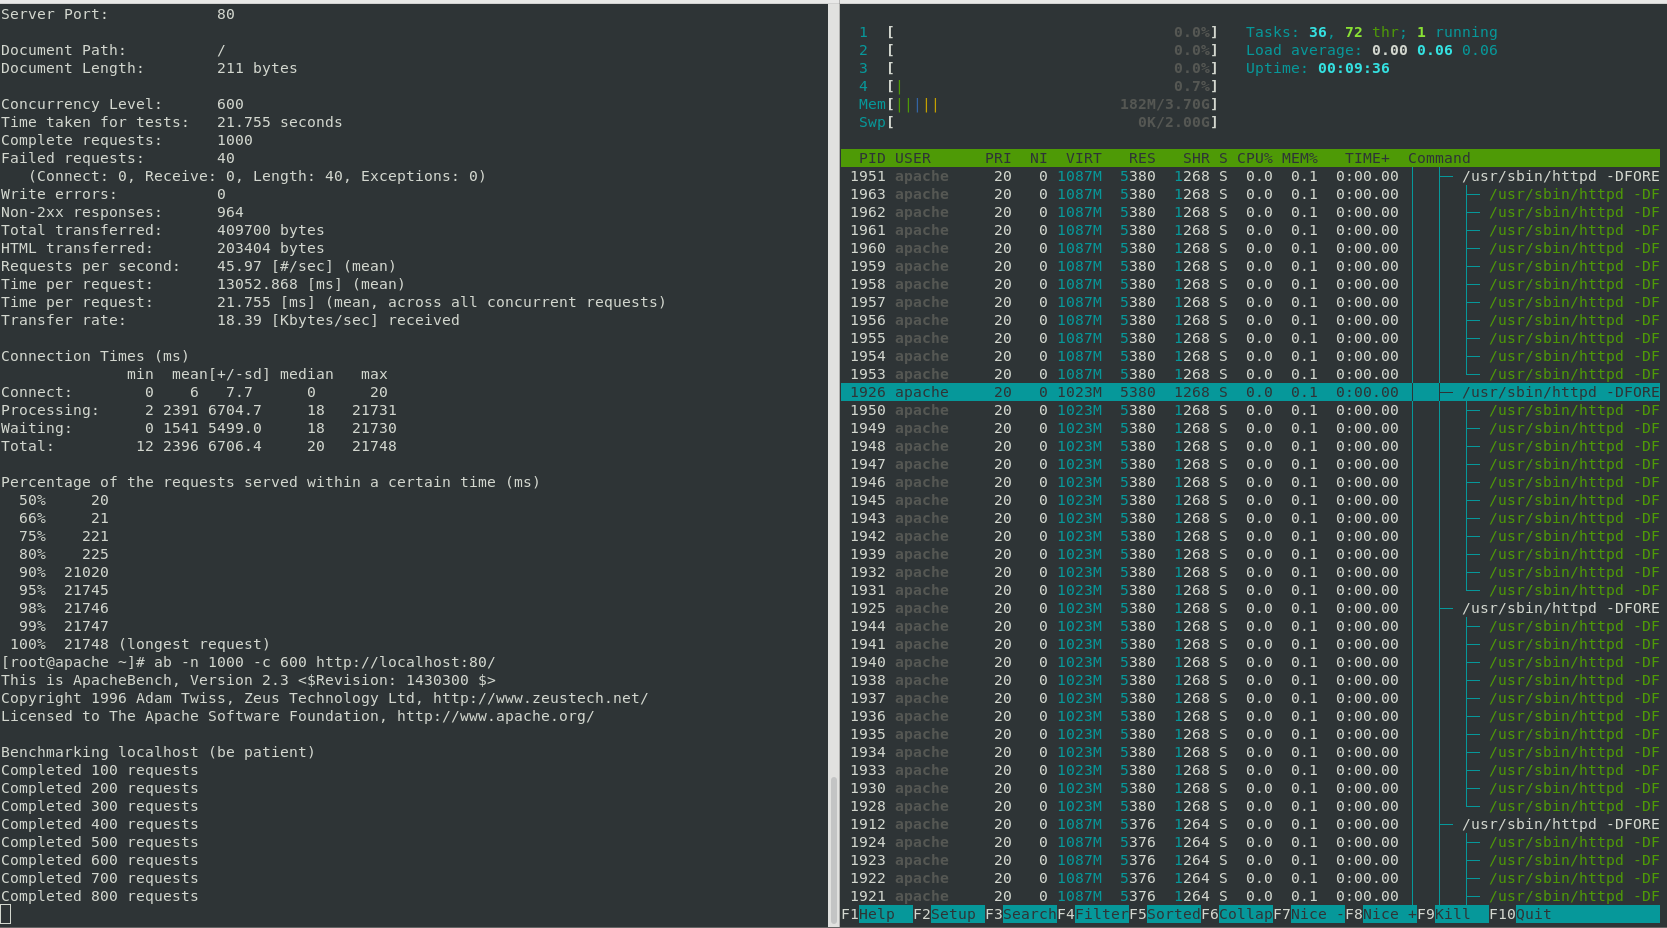 Server Port:            80
Document Path:          /
Document Length:        211 bytes
Concurrency Level:      600
Time taken for tests:   21.755 seconds
Complete requests:      1000
Failed requests:        40
   (Connect: 0, Receive: 0, Length: 40, Exceptions: 0)
Write errors:           0
Non-2xx responses:      964
Total transferred:      409700 bytes
HTML transferred:       203404 bytes
Requests per second:    45.97 [#/sec] (mean)
Time per request:       13052.868 [ms] (mean)
Time per request:       21.755 [ms] (mean, across all concurrent requests)
Transfer rate:          18.39 [Kbytes/sec] received
Connection Times (ms)
              min  mean[+/-sd] median   max
Connect:        0    6   7.7      0      20
Processing:     2 2391 6704.7     18   21731
Waiting:        0 1541 5499.0     18   21730
Total:         12 2396 6706.4     20   21748
Percentage of the requests served within a certain time (ms)
  50%     20
  66%     21
  75%    221
  80%    225
  90%  21020
  95%  21745
  98%  21746
  99%  21747
 100%  21748 (longest request)
[root@apache ~]# ab -n 1000 -c 600 http://localhost:80/
This is ApacheBench, Version 2.3 <$Revision: 1430300 $>
Copyright 1996 Adam Twiss, Zeus Technology Ltd, http://www.zeustech.net/
Licensed to The Apache Software Foundation, http://www.apache.org/
Benchmarking localhost (be patient)
Completed 100 requests
Completed 200 requests
Completed 300 requests
Completed 400 requests
Completed 500 requests
Completed 600 requests
Completed 700 requests
Completed 800 requests
1  [ 0.0%] Tasks: 36, 72 thr; 1 running
2  [ 0.0%] Load average: 0.00 0.06 0.06
3  [ 0.0%] Uptime: 00:09:36
4  [| 0.7%]
Mem[||||| 182M/3.70G]
Swp[ 0K/2.00G]
PID USER PRI NI VIRT RES SHR S CPU% MEM% TIME+ Command
1951 apache 20 0 1087M 5380 1268 S 0.0 0.1 0:00.00 /usr/sbin/httpd -DFORE
1963 apache 20 0 1087M 5380 1268 S 0.0 0.1 0:00.00 /usr/sbin/httpd -DF
1962 apache 20 0 1087M 5380 1268 S 0.0 0.1 0:00.00 /usr/sbin/httpd -DF
1961 apache 20 0 1087M 5380 1268 S 0.0 0.1 0:00.00 /usr/sbin/httpd -DF
1960 apache 20 0 1087M 5380 1268 S 0.0 0.1 0:00.00 /usr/sbin/httpd -DF
1959 apache 20 0 1087M 5380 1268 S 0.0 0.1 0:00.00 /usr/sbin/httpd -DF
1958 apache 20 0 1087M 5380 1268 S 0.0 0.1 0:00.00 /usr/sbin/httpd -DF
1957 apache 20 0 1087M 5380 1268 S 0.0 0.1 0:00.00 /usr/sbin/httpd -DF
1956 apache 20 0 1087M 5380 1268 S 0.0 0.1 0:00.00 /usr/sbin/httpd -DF
1955 apache 20 0 1087M 5380 1268 S 0.0 0.1 0:00.00 /usr/sbin/httpd -DF
1954 apache 20 0 1087M 5380 1268 S 0.0 0.1 0:00.00 /usr/sbin/httpd -DF
1953 apache 20 0 1087M 5380 1268 S 0.0 0.1 0:00.00 /usr/sbin/httpd -DF
1926 apache 20 0 1023M 5380 1268 S 0.0 0.1 0:00.00 /usr/sbin/httpd -DFORE
1950 apache 20 0 1023M 5380 1268 S 0.0 0.1 0:00.00 /usr/sbin/httpd -DF
1949 apache 20 0 1023M 5380 1268 S 0.0 0.1 0:00.00 /usr/sbin/httpd -DF
1948 apache 20 0 1023M 5380 1268 S 0.0 0.1 0:00.00 /usr/sbin/httpd -DF
1947 apache 20 0 1023M 5380 1268 S 0.0 0.1 0:00.00 /usr/sbin/httpd -DF
1946 apache 20 0 1023M 5380 1268 S 0.0 0.1 0:00.00 /usr/sbin/httpd -DF
1945 apache 20 0 1023M 5380 1268 S 0.0 0.1 0:00.00 /usr/sbin/httpd -DF
1943 apache 20 0 1023M 5380 1268 S 0.0 0.1 0:00.00 /usr/sbin/httpd -DF
1942 apache 20 0 1023M 5380 1268 S 0.0 0.1 0:00.00 /usr/sbin/httpd -DF
1939 apache 20 0 1023M 5380 1268 S 0.0 0.1 0:00.00 /usr/sbin/httpd -DF
1932 apache 20 0 1023M 5380 1268 S 0.0 0.1 0:00.00 /usr/sbin/httpd -DF
1931 apache 20 0 1023M 5380 1268 S 0.0 0.1 0:00.00 /usr/sbin/httpd -DF
1925 apache 20 0 1023M 5380 1268 S 0.0 0.1 0:00.00 /usr/sbin/httpd -DFORE
1944 apache 20 0 1023M 5380 1268 S 0.0 0.1 0:00.00 /usr/sbin/httpd -DF
1941 apache 20 0 1023M 5380 1268 S 0.0 0.1 0:00.00 /usr/sbin/httpd -DF
1940 apache 20 0 1023M 5380 1268 S 0.0 0.1 0:00.00 /usr/sbin/httpd -DF
1938 apache 20 0 1023M 5380 1268 S 0.0 0.1 0:00.00 /usr/sbin/httpd -DF
1937 apache 20 0 1023M 5380 1268 S 0.0 0.1 0:00.00 /usr/sbin/httpd -DF
1936 apache 20 0 1023M 5380 1268 S 0.0 0.1 0:00.00 /usr/sbin/httpd -DF
1935 apache 20 0 1023M 5380 1268 S 0.0 0.1 0:00.00 /usr/sbin/httpd -DF
1934 apache 20 0 1023M 5380 1268 S 0.0 0.1 0:00.00 /usr/sbin/httpd -DF
1933 apache 20 0 1023M 5380 1268 S 0.0 0.1 0:00.00 /usr/sbin/httpd -DF
1930 apache 20 0 1023M 5380 1268 S 0.0 0.1 0:00.00 /usr/sbin/httpd -DF
1928 apache 20 0 1023M 5380 1268 S 0.0 0.1 0:00.00 /usr/sbin/httpd -DF
1912 apache 20 0 1087M 5376 1264 S 0.0 0.1 0:00.00 /usr/sbin/httpd -DFORE
1924 apache 20 0 1087M 5376 1264 S 0.0 0.1 0:00.00 /usr/sbin/httpd -DF
1923 apache 20 0 1087M 5376 1264 S 0.0 0.1 0:00.00 /usr/sbin/httpd -DF
1922 apache 20 0 1087M 5376 1264 S 0.0 0.1 0:00.00 /usr/sbin/httpd -DF
1921 apache 20 0 1087M 5376 1264 S 0.0 0.1 0:00.00 /usr/sbin/httpd -DF
F1Help  F2Setup F3SearchF4FilterF5SortedF6CollapF7Nice -F8Nice +F9Kill  F10Quit